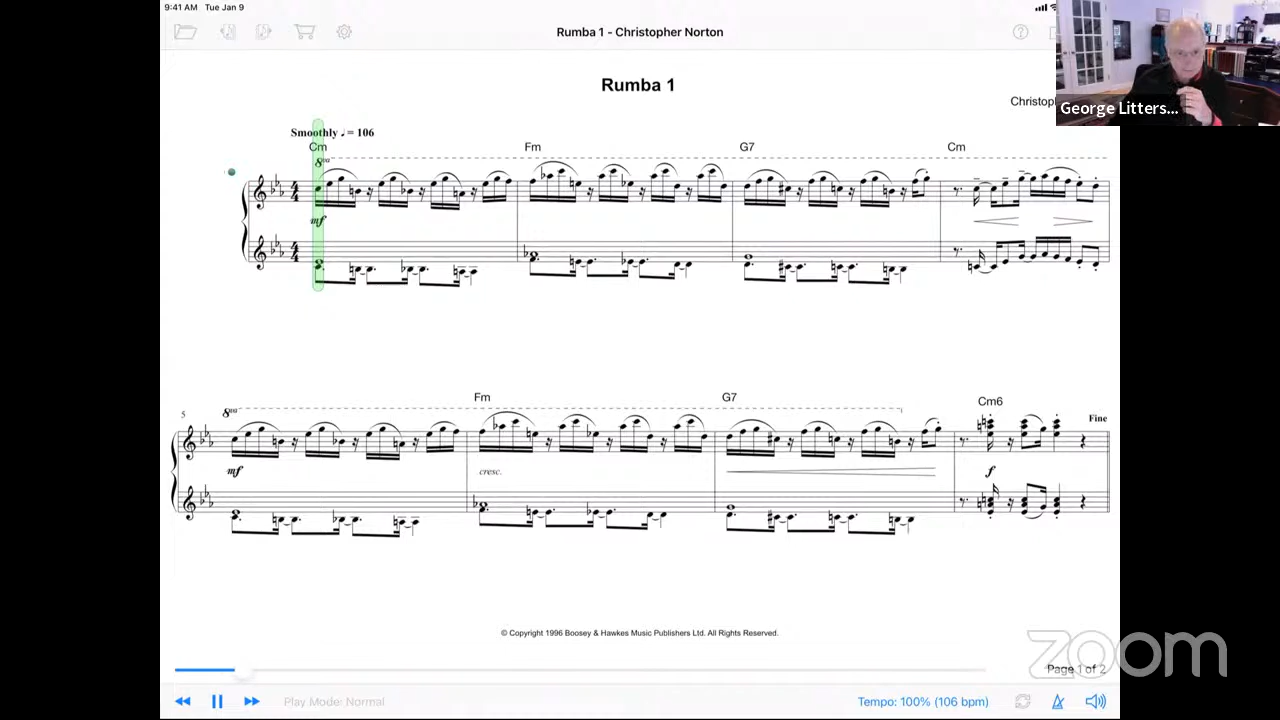 9:41 AM Tue Jan 9
Rumba 1 - Christopher Norton
Rumba 1
Christop
George Litters...
Smoothly ♩ = 106
Cm Fm G7 Cm
8va
mf
5
Fm G7 Cm6
8va
Fine
mf cresc. f
© Copyright 1996 Boosey & Hawkes Music Publishers Ltd. All Rights Reserved.
zoom
Page 1 of 2
Play Mode: Normal
Tempo: 100% (106 bpm)